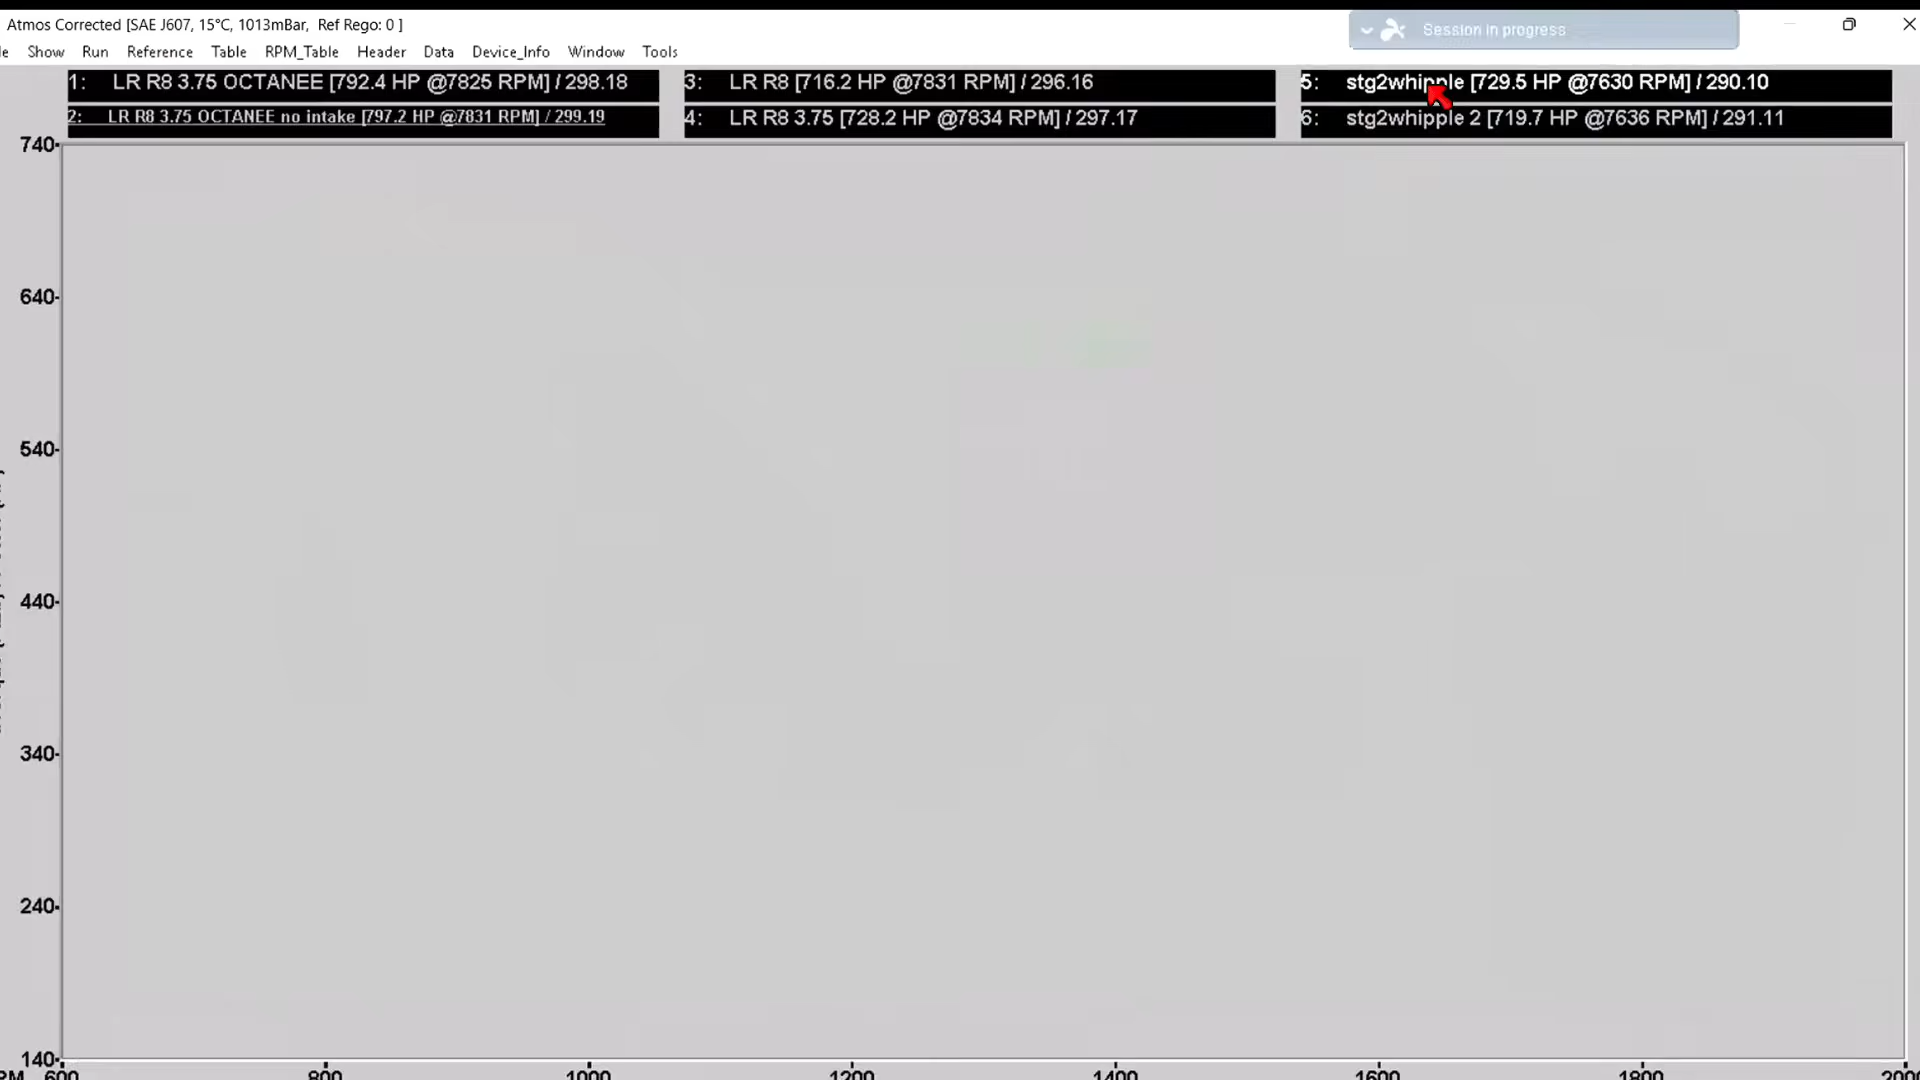 Atmos Corrected [SAE J607, 15°C, 1013mBar, Ref Rego: 0 ]
Session in progress
Show Run Reference Table RPM_Table Header Data Device_Info Window Tools
1: LR R8 3.75 OCTANEE [792.4 HP @7825 RPM] / 298.18
2: LR R8 3.75 OCTANEE no intake [797.2 HP @7831 RPM] / 299.19
3: LR R8 [716.2 HP @7831 RPM] / 296.16
4: LR R8 3.75 [728.2 HP @7834 RPM] / 297.17
5: stg2whipple [729.5 HP @7630 RPM] / 290.10
6: stg2whipple 2 [719.7 HP @7636 RPM] / 291.11
740
640
540
440
340
240
140
600 800 1000 1200 1400 1600 1800 2000